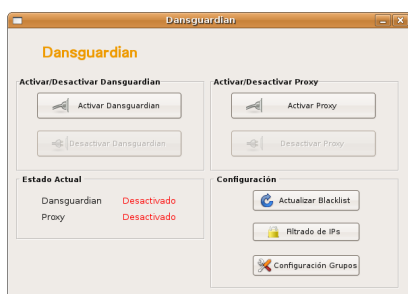 Dansguardian
Dansguardian
Activar/Desactivar Dansguardian
Activar Dansguardian
Desactivar Dansguardian
Activar/Desactivar Proxy
Activar Proxy
Desactivar Proxy
Estado Actual
Dansguardian Desactivado
Proxy Desactivado
Configuración
Actualizar Blacklist
Filtrado de IPs
Configuración Grupos